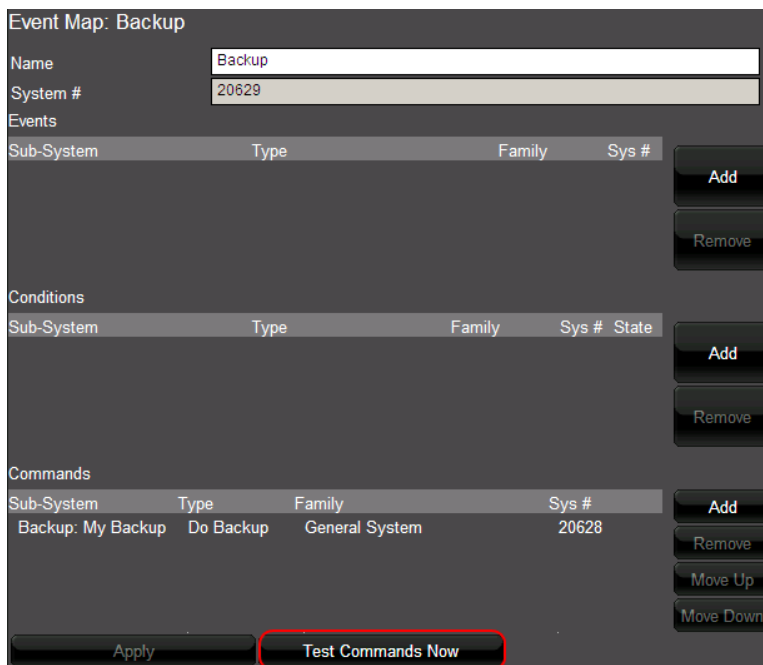 Event Map: Backup
Name Backup
System # 20629
Events
Sub-System Type Family Sys #
Add
Remove
Conditions
Sub-System Type Family Sys # State
Add
Remove
Commands
Sub-System Type Family Sys #
Add
Backup: My Backup Do Backup General System 20628
Remove
Move Up
Move Down
Apply Test Commands Now